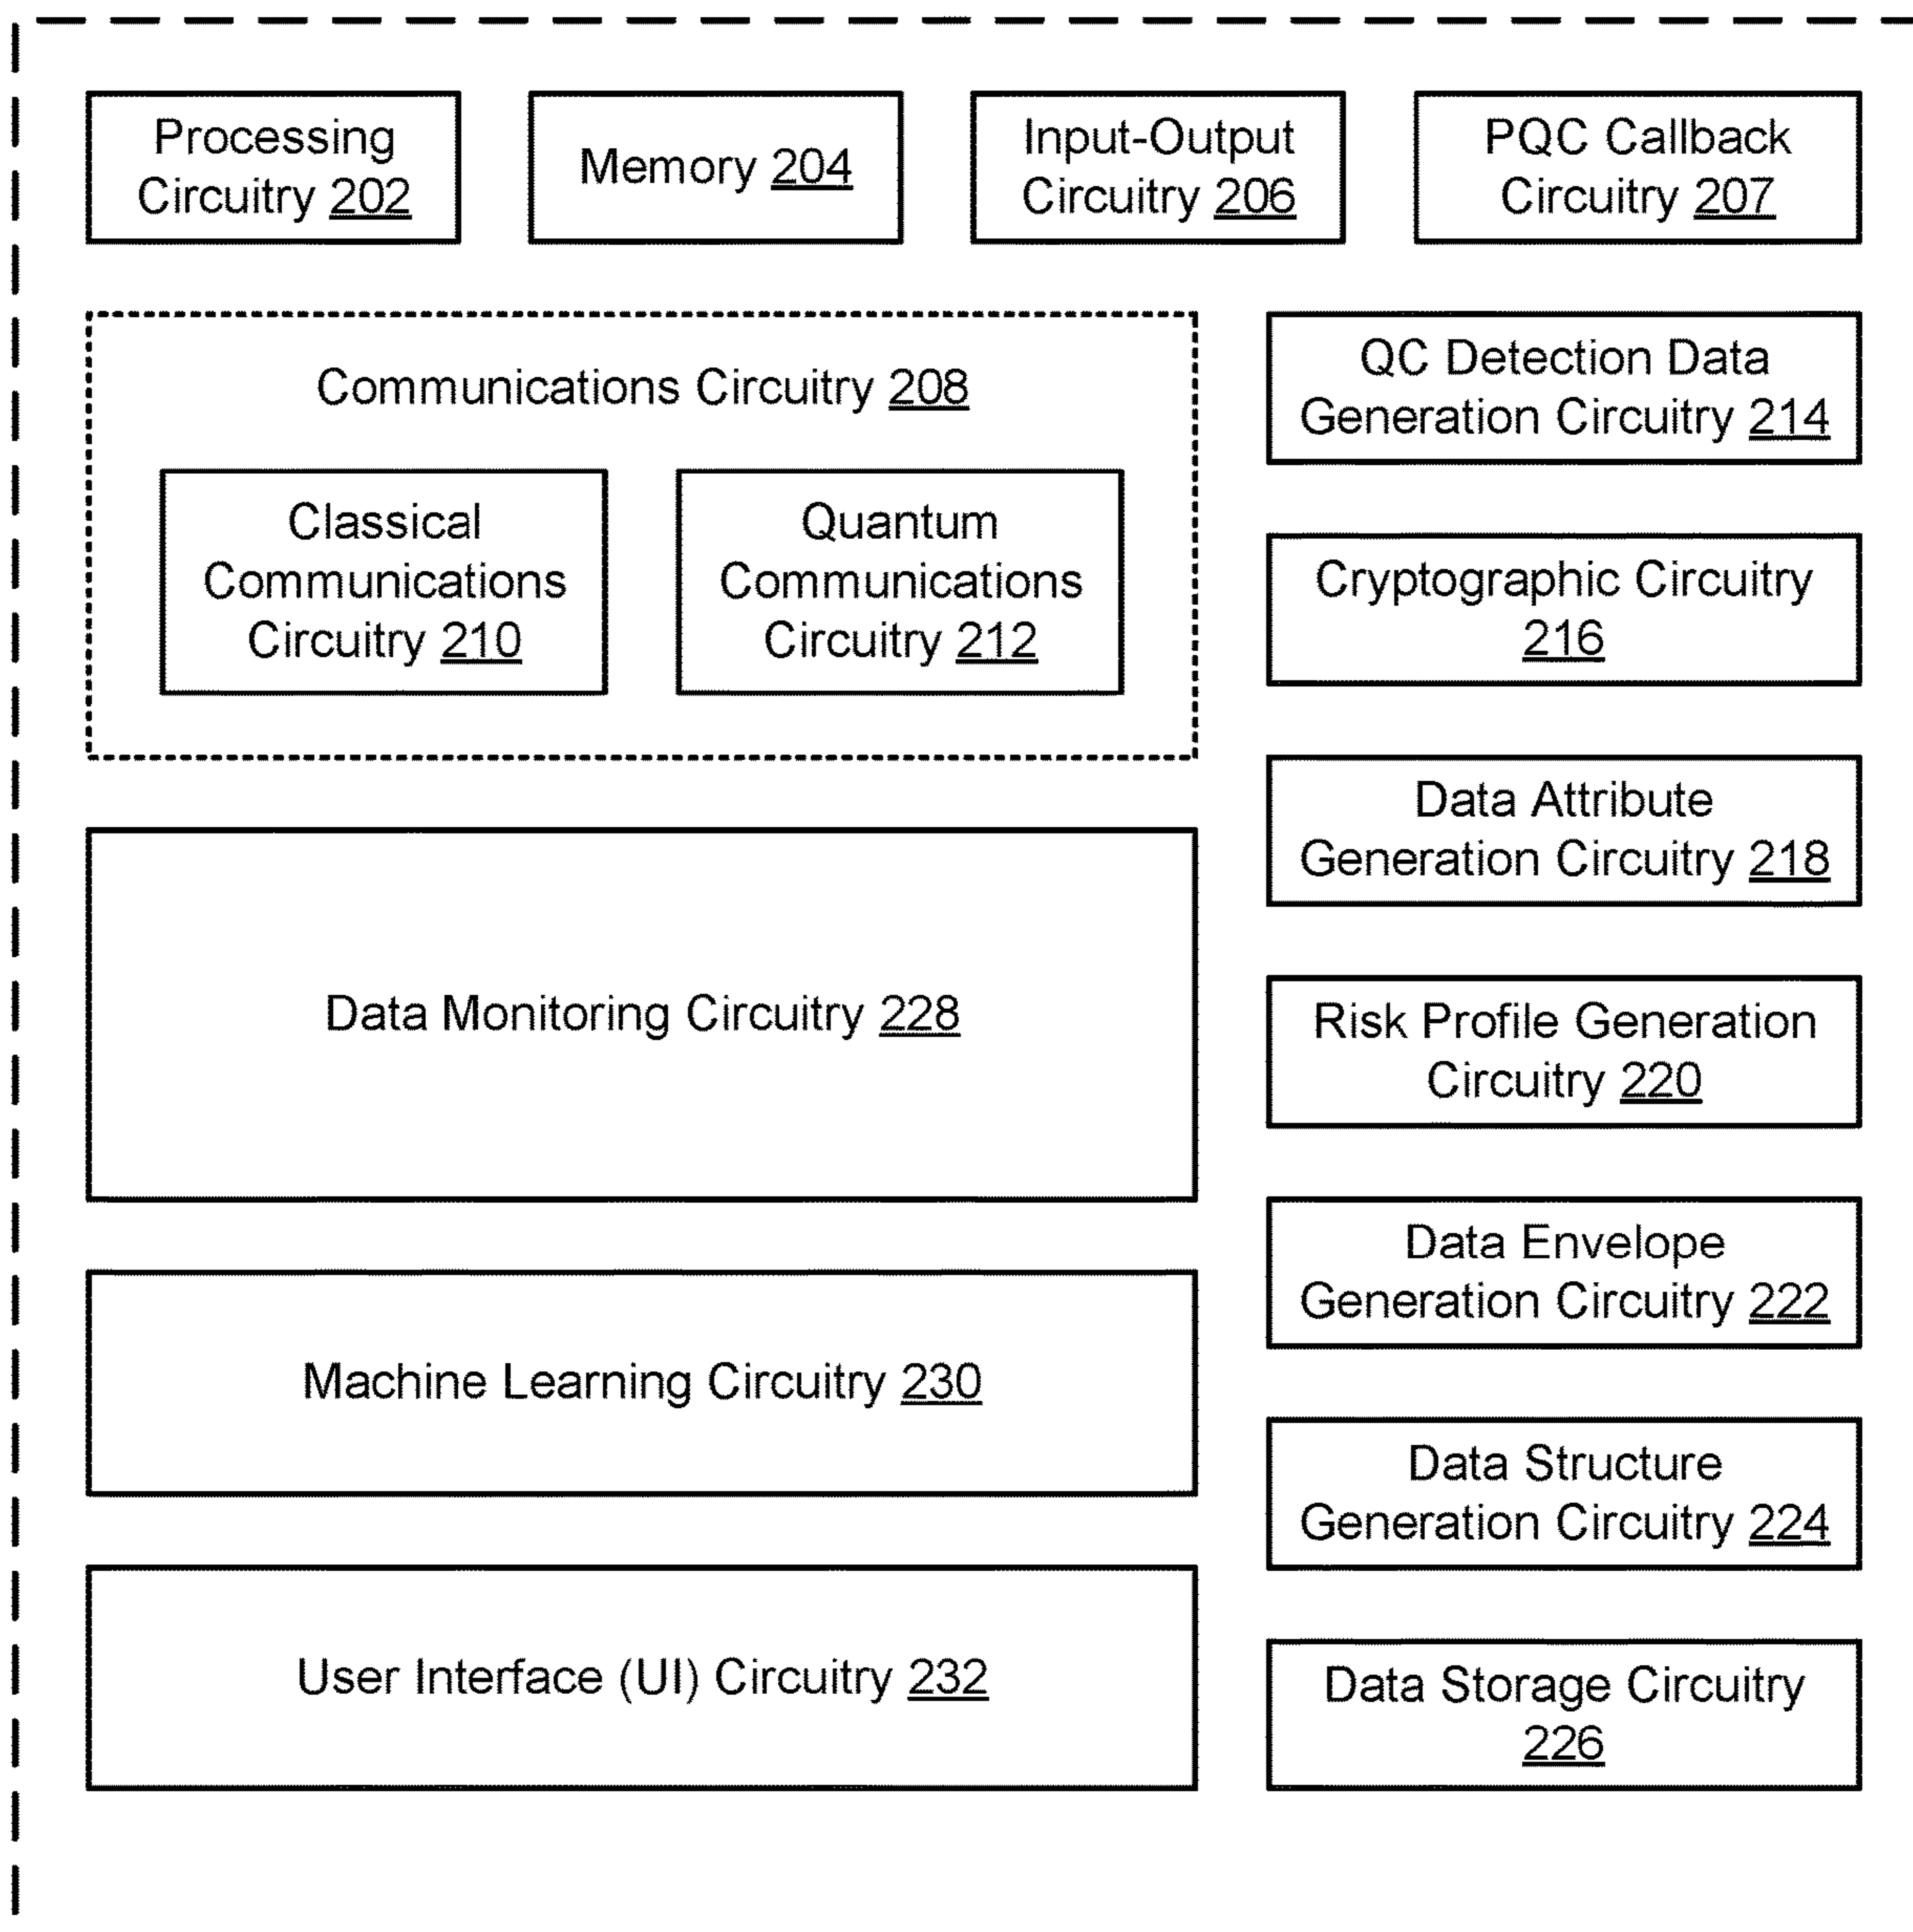 Processing
Circuitry 202
Memory 204
Input-Output
Circuitry 206
PQC Callback
Circuitry 207
Communications Circuitry 208
Classical
Communications
Circuitry 210
Quantum
Communications
Circuitry 212
Data Monitoring Circuitry 228
Machine Learning Circuitry 230
User Interface (UI) Circuitry 232
QC Detection Data
Generation Circuitry 214
Cryptographic Circuitry
216
Data Attribute
Generation Circuitry 218
Risk Profile Generation
Circuitry 220
Data Envelope
Generation Circuitry 222
Data Structure
Generation Circuitry 224
Data Storage Circuitry
226